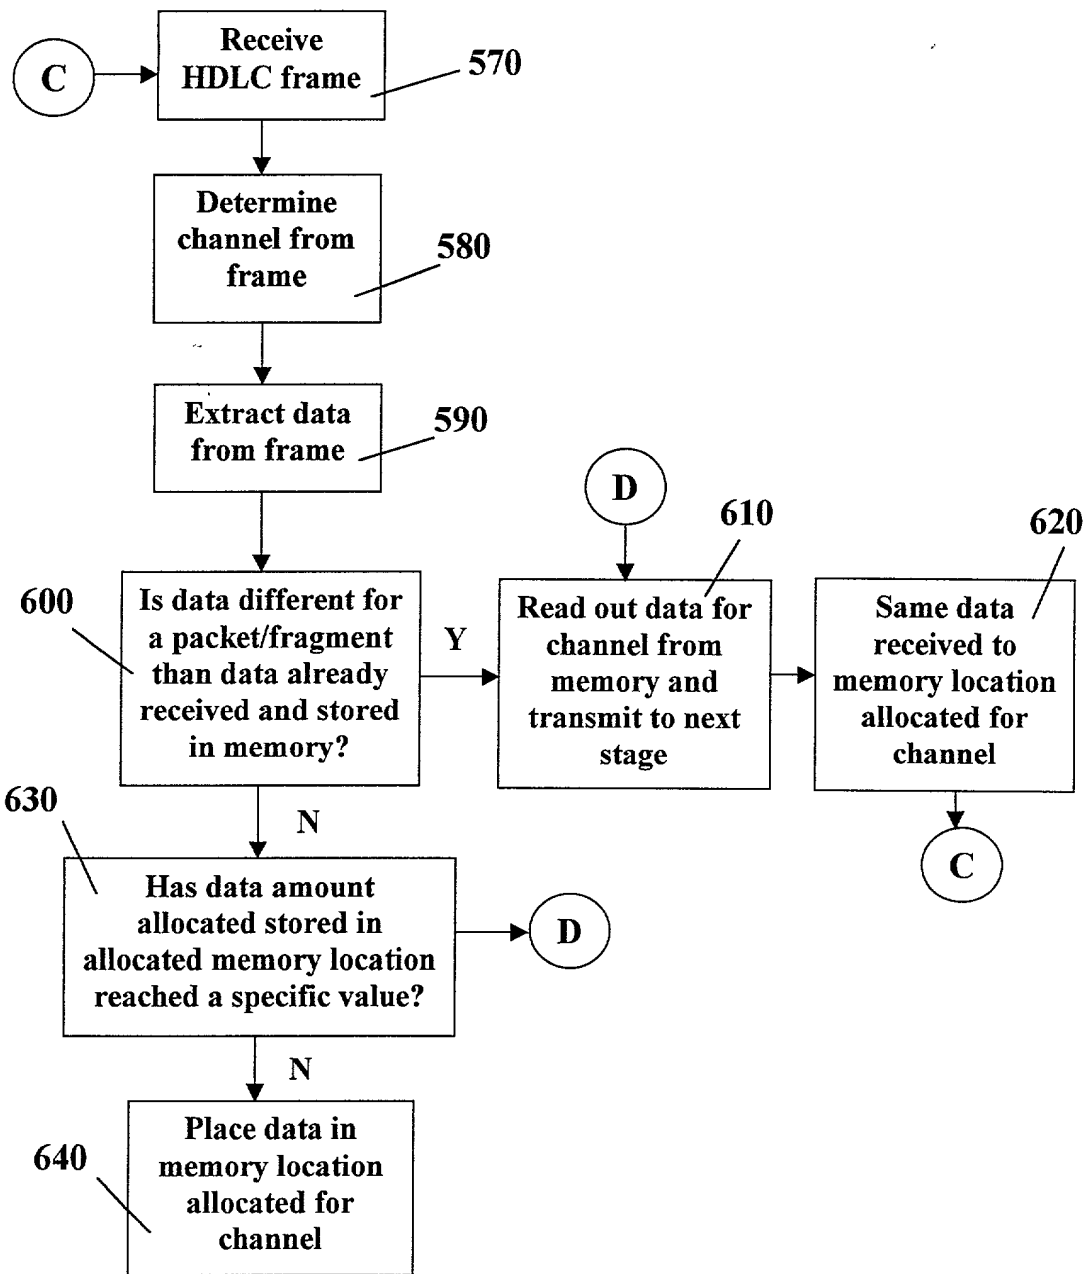 C
Receive
HDLC frame
570
Determine
channel from
frame
580
Extract data
from frame
590
D
600
Is data different for
a packet/fragment
than data already
received and stored
in memory?
Y
610
Read out data for
channel from
memory and
transmit to next
stage
620
Same data
received to
memory location
allocated for
channel
C
630
N
Has data amount
allocated stored in
allocated memory location
reached a specific value?
D
N
640
Place data in
memory location
allocated for
channel